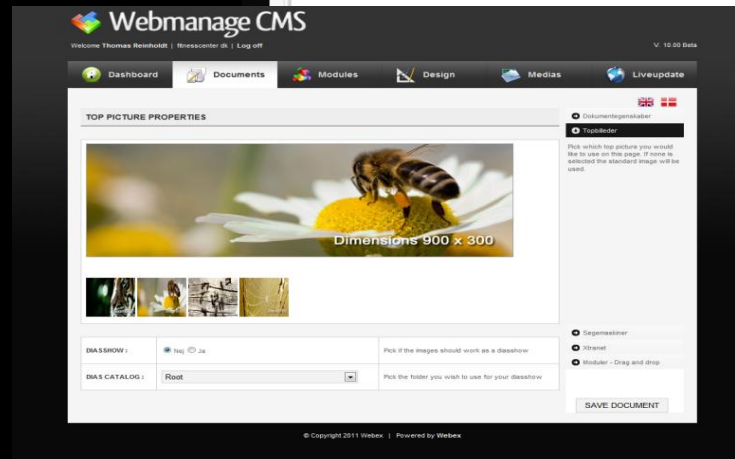 Webmanage CMS
Welcome Thomas Reinholdt | fitnesscenter dk | Log off
V. 10.00 Beta
Dashboard
Documents
Modules
Design
Medias
Liveupdate
TOP PICTURE PROPERTIES
Dimensions 900 x 300
DIASSHOW :
Nej
Ja
Pick if the images should work as a diasshow
DIAS CATALOG :
Root
Pick the folder you wish to use for your diasshow
Dokumentegenskaber
Topbilleder
Pick which top picture you would
like to use on this page. If none is
selected the standard image will be
used.
Søgemaskiner
Xtranet
Moduler - Drag and drop
SAVE DOCUMENT
© Copyright 2011 Webex | Powered by Webex